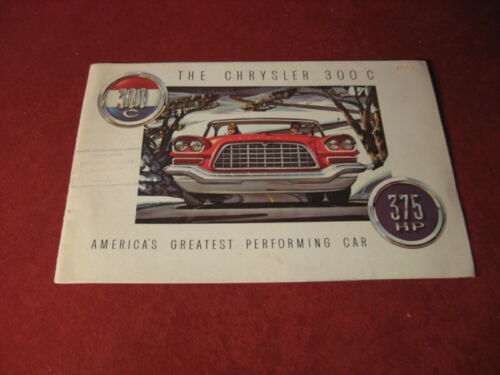 THE CHRYSLER 300 C
300
C
375
HP
AMERICA'S GREATEST PERFORMING CAR